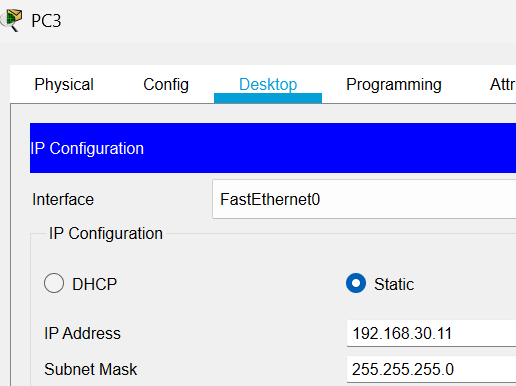 PC3
Physical Config Desktop Programming Attr
IP Configuration
Interface FastEthernet0
IP Configuration
DHCP Static
IP Address 192.168.30.11
Subnet Mask 255.255.255.0